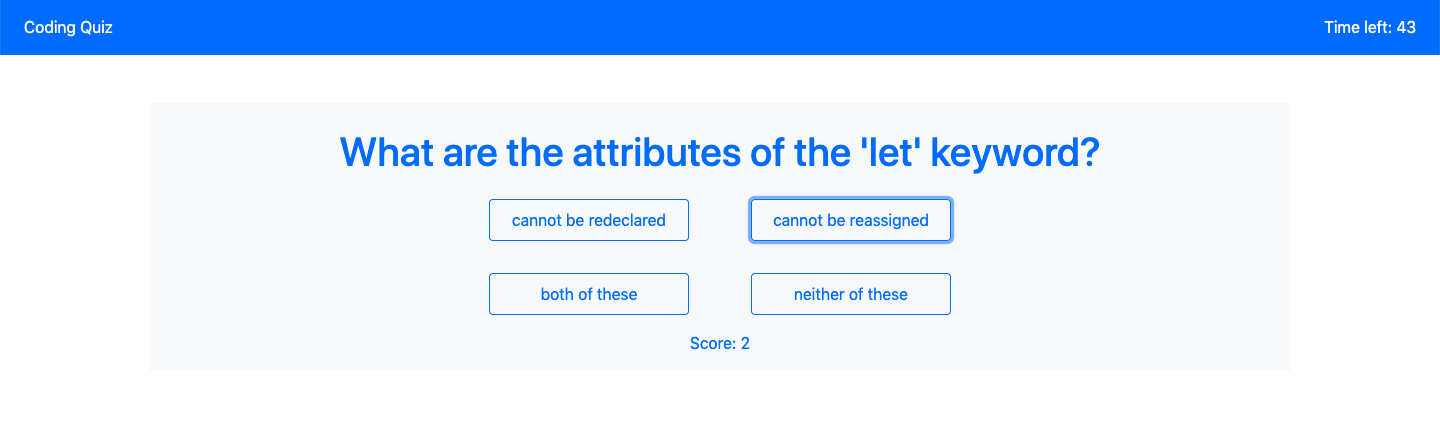 Coding Quiz
Time left: 43
What are the attributes of the 'let' keyword?
cannot be redeclared
cannot be reassigned
both of these
neither of these
Score: 2